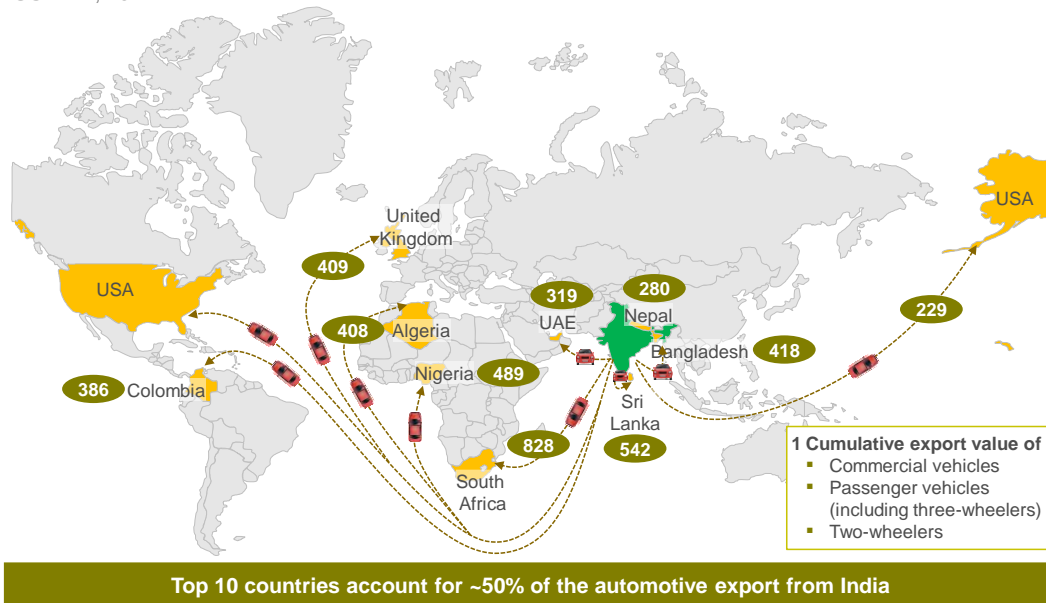 United
Kingdom
USA
409
319
280
USA
UAE
Nepal
229
408
Algeria
Bangladesh
418
386
Colombia
Nigeria
489
Sri
Lanka
828
542
South
Africa
1 Cumulative export value of
▪ Commercial vehicles
▪ Passenger vehicles
(including three-wheelers)
▪ Two-wheelers
Top 10 countries account for ~50% of the automotive export from India